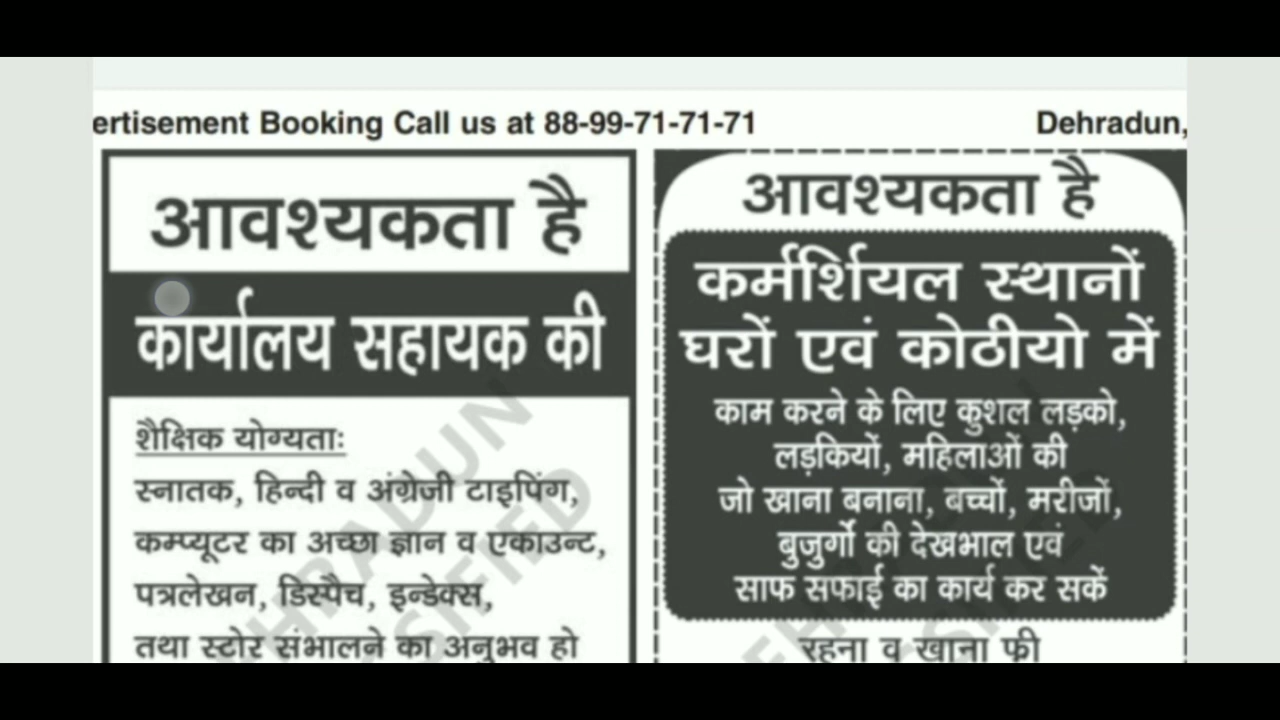 ertisement Booking Call us at 88-99-71-71-71
Dehradun,
आवश्यकता है
कार्यालय सहायक की
शैक्षिक योग्यताः
स्नातक, हिन्दी व अंग्रेजी टाइपिंग,
कम्प्यूटर का अच्छा ज्ञान व एकाउन्ट,
पत्रलेखन, डिस्पैच, इन्डेक्स,
तथा स्टोर संभालने का अनुभव हो
आवश्यकता है
कर्मर्शियल स्थानों
घरों एवं कोठीयो में
काम करने के लिए कुशल लड़को,
लड़कियों, महिलाओं की
जो खाना बनाना, बच्चों, मरीजों,
बुजुर्गो की देखभाल एवं
साफ सफाई का कार्य कर सकें
रहना व खाना फ्री